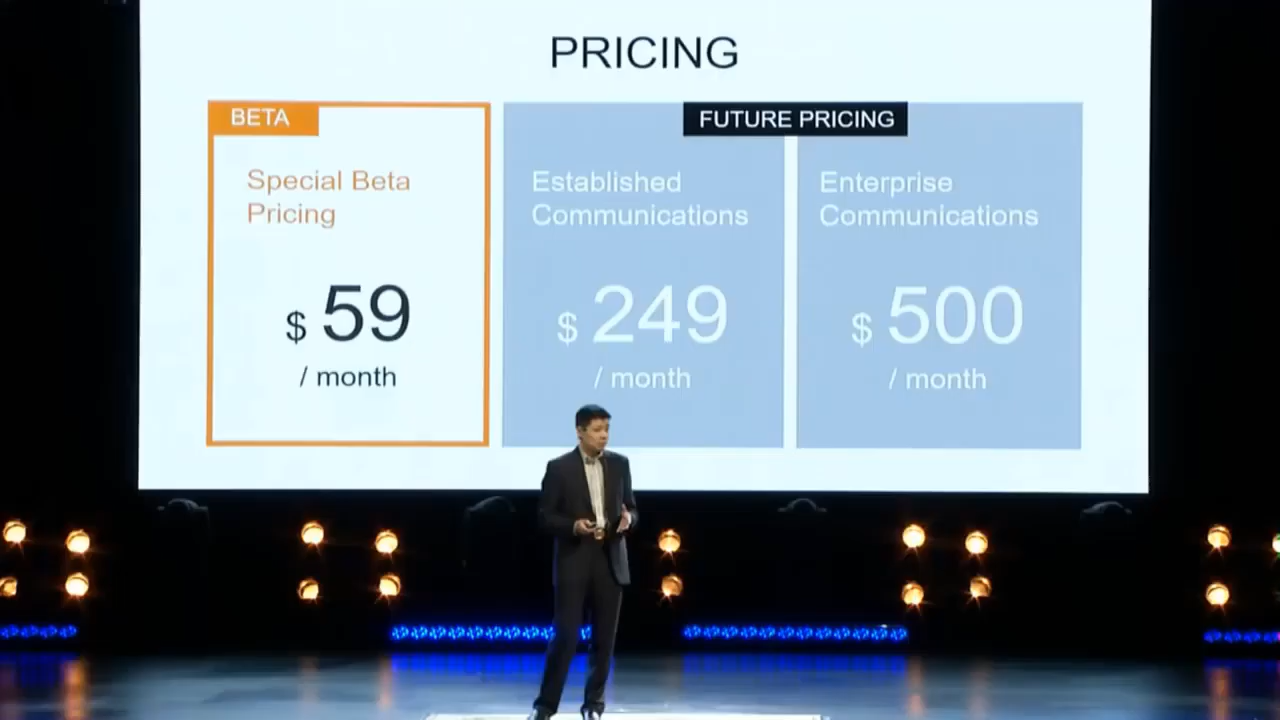 PRICING
BETA
Special Beta
Pricing
$ 59
/ month
FUTURE PRICING
Established
Communications
$ 249
/ month
Enterprise
Communications
$ 500
/ month